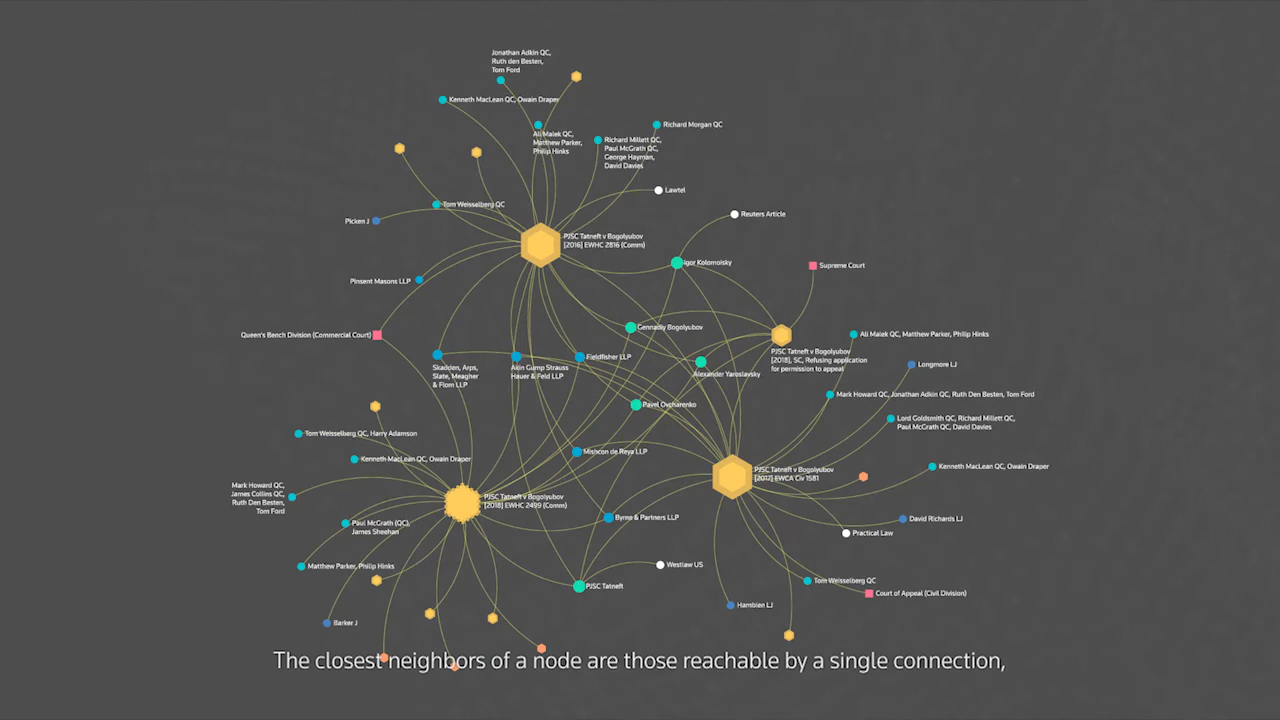 Jonathan Adkin QC,
Ruth den Besten,
Tom Ford
Kenneth MacLean QC, Owain Draper
Ali Malek QC,
Matthew Parker,
Philip Hinks
Richard Millett QC,
Paul McGrath QC,
George Hayman,
David Davies
Richard Morgan QC
Lawtel
Tom Weisselberg QC
Picken J
Reuters Article
PJSC Tatneft v Bogolyubov
[2016] EWHC 2816 (Comm)
Igor Kolomoisky
Supreme Court
Pinsent Masons LLP
Gennadiy Bogolyubov
Queen's Bench Division (Commercial Court)
Ali Malek QC, Matthew Parker, Philip Hinks
PJSC Tatneft v Bogolyubov
[2018], SC, Refusing application
for permission to appeal
Fieldfisher LLP
Skadden, Arps,
Slate, Meagher
& Flom LLP
Akin Gump Strauss
Hauer & Feld LLP
Alexander Yaroslavsky
Longmore LJ
Mark Howard QC, Jonathan Adkin QC, Ruth Den Besten, Tom Ford
Pavel Ovcharenko
Lord Goldsmith QC, Richard Millett QC,
Paul McGrath QC, David Davies
Tom Weisselberg QC, Harry Adamson
Mishcon de Reya LLP
Kenneth MacLean QC, Owain Draper
Kenneth MacLean QC, Owain Draper
PJSC Tatneft v Bogolyubov
[2017] EWCA Civ 1581
Mark Howard QC,
James Collins QC,
Ruth Den Besten,
Tom Ford
PJSC Tatneft v Bogolyubov
[2018] EWHC 2499 (Comm)
Paul McGrath (QC),
James Sheehan
Byrne & Partners LLP
David Richards LJ
Practical Law
Matthew Parker, Philip Hinks
Westlaw US
PJSC Tatneft
Tom Weisselberg QC
Court of Appeal (Civil Division)
Hamblen LJ
Barker J
The closest neighbors of a node are those reachable by a single connection,